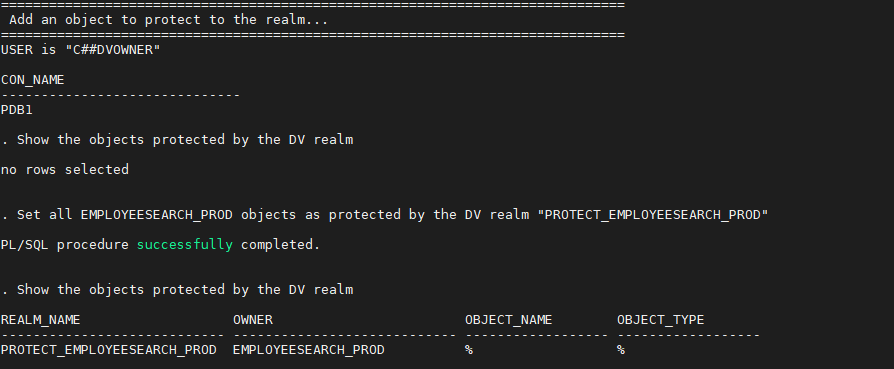 ==============================================================================
Add an object to protect to the realm...
==============================================================================
USER is "C##DVOWNER"
CON_NAME
------------------------------
PDB1
. Show the objects protected by the DV realm
no rows selected
. Set all EMPLOYEESEARCH_PROD objects as protected by the DV realm "PROTECT_EMPLOYEESEARCH_PROD"
PL/SQL procedure successfully completed.
. Show the objects protected by the DV realm
REALM_NAME                   OWNER                        OBJECT_NAME        OBJECT_TYPE
---------------------------- ---------------------------- ------------------ ------------------
PROTECT_EMPLOYEESEARCH_PROD  EMPLOYEESEARCH_PROD          %                  %